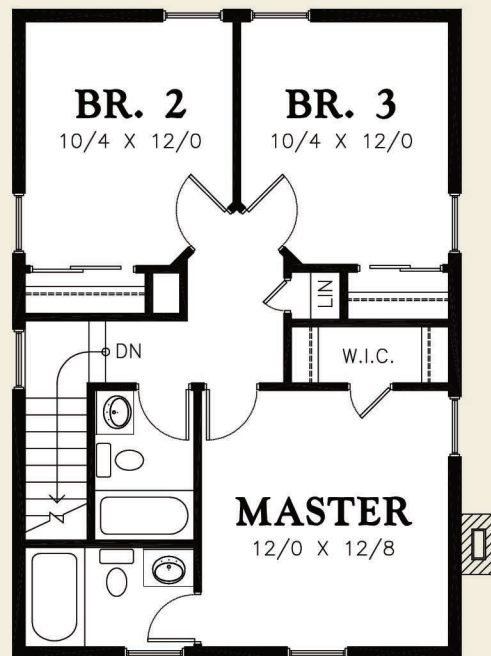 BR. 2
10/4 X 12/0
BR. 3
10/4 X 12/0
LIN
DN
W.I.C.
MASTER
12/0 X 12/8